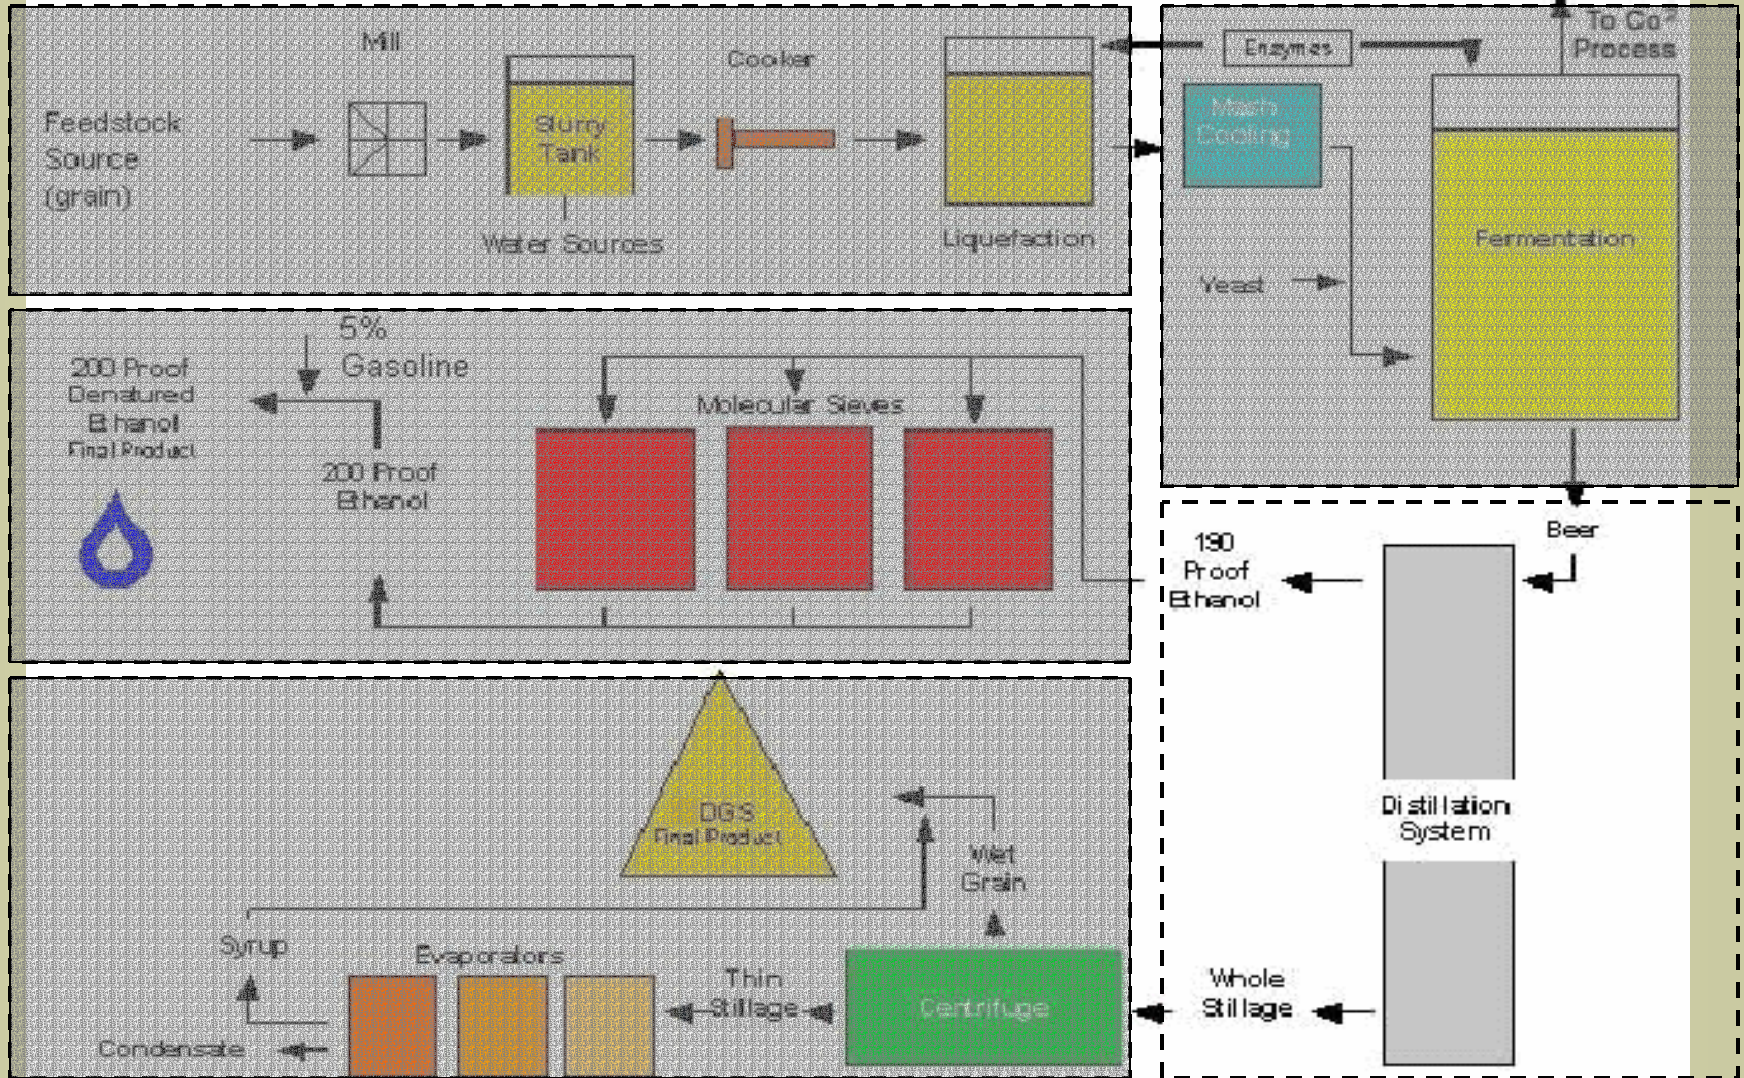 Mill
Cooker
Feedstock
Source
(grain)
Slurry
Tank
Water Sources
Liquefaction
Enzymes
To Co2
Process
Mash
Cooling
Fermentation
Yeast
5%
Gasoline
200 Proof
Denatured
Ethanol
Final Product
200 Proof
Ethanol
Molecular Sieves
190
Proof
Ethanol
Beer
Distillation
System
DGS
Final Product
Wet
Grain
Syrup
Evaporators
Thin
Stillage
Centrifuge
Whole
Stillage
Condensate